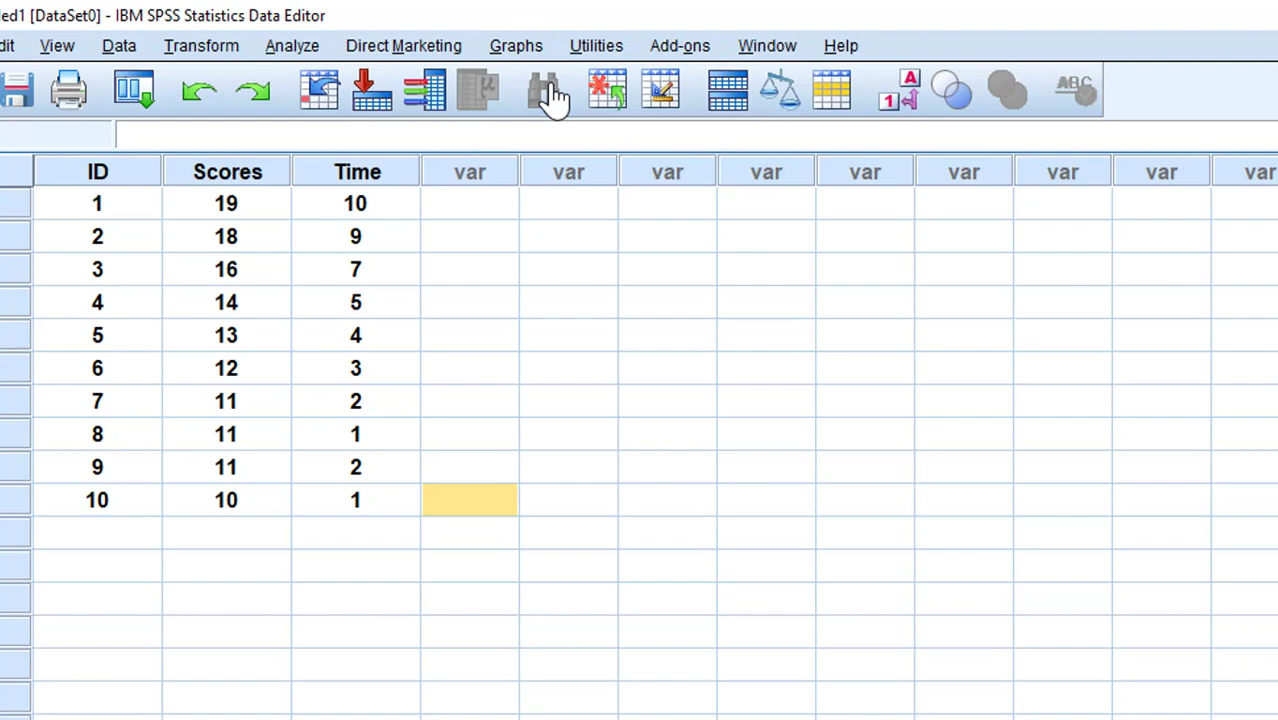 led1 [DataSet0] - IBM SPSS Statistics Data Editor
dit View Data Transform Analyze Direct Marketing Graphs Utilities Add-ons Window Help
μ A 1 ABC
ID Scores Time var var var var var var var var var
1 19 10
2 18 9
3 16 7
4 14 5
5 13 4
6 12 3
7 11 2
8 11 1
9 11 2
10 10 1